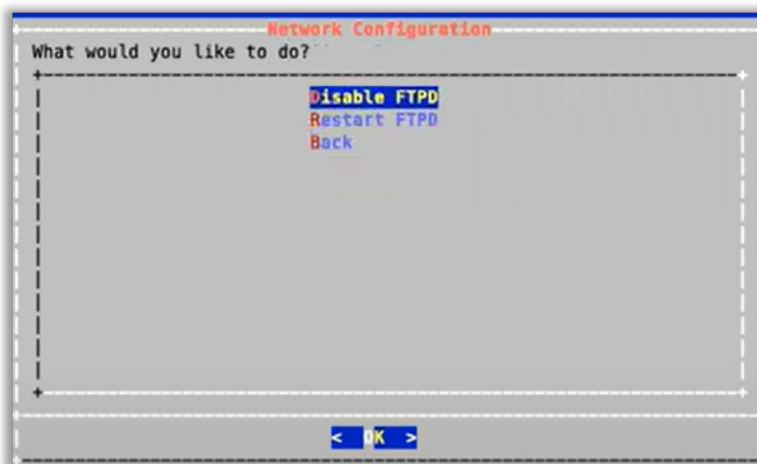 Network Configuration
What would you like to do?
Disable FTPD
Restart FTPD
Back
< OK >